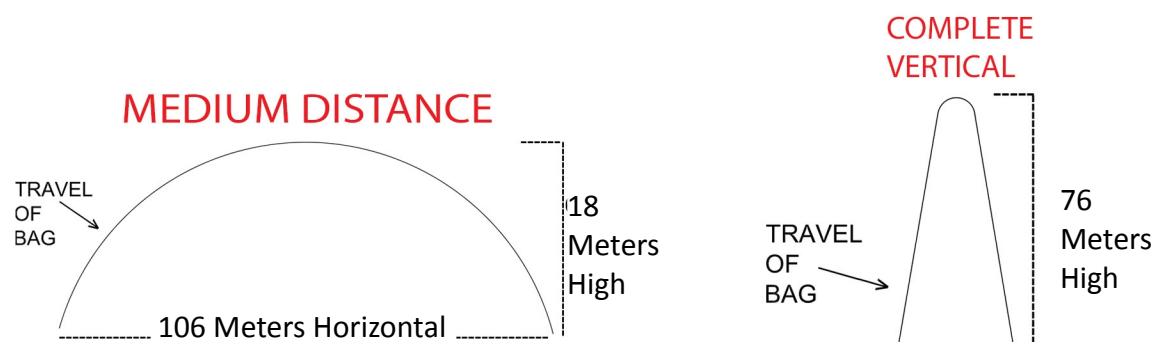 MEDIUM DISTANCE
TRAVEL
OF
BAG
18
Meters
High
106 Meters Horizontal
COMPLETE
VERTICAL
TRAVEL
OF
BAG
76
Meters
High